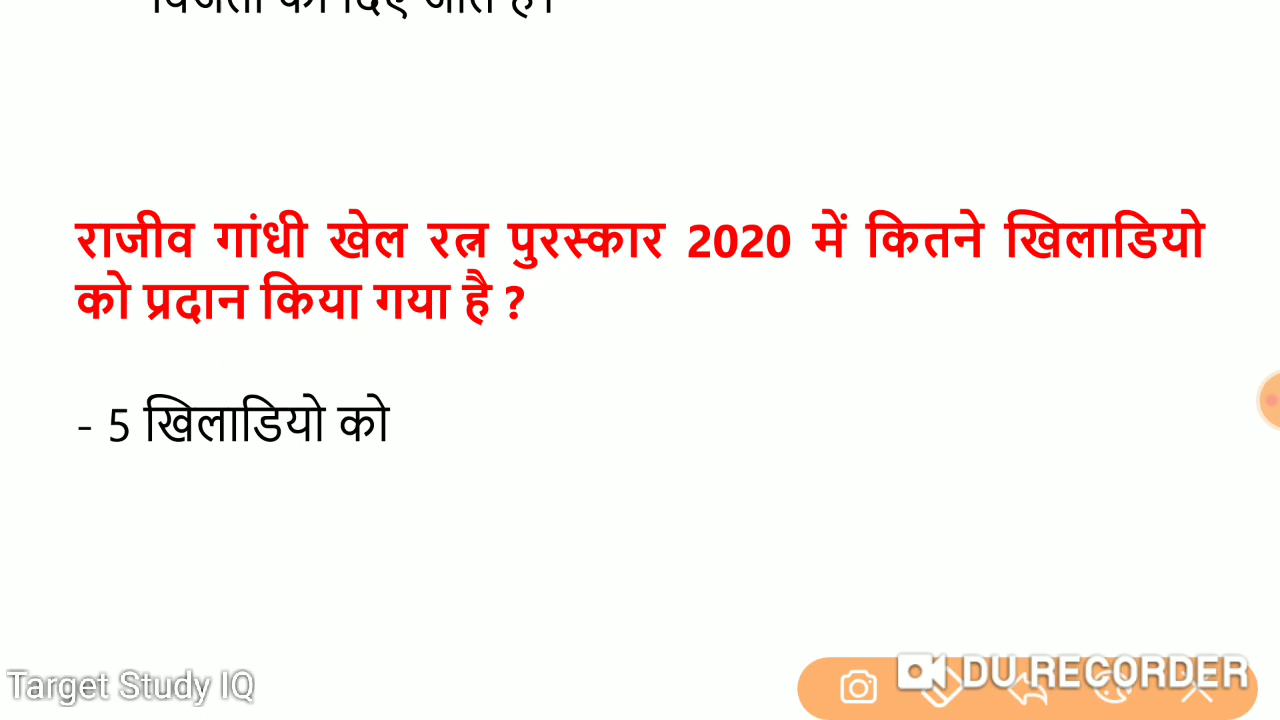 राजीव गांधी खेल रत्न पुरस्कार 2020 में कितने खिलाडियो
को प्रदान किया गया है ?
- 5 खिलाडियो को
Target Study IQ
DU RECORDER